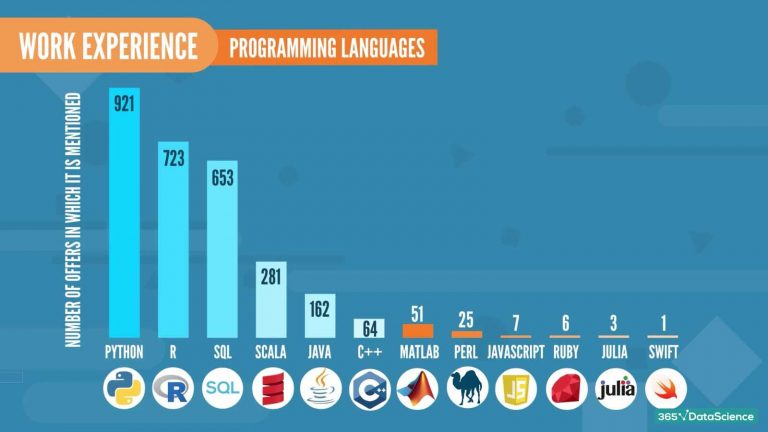 WORK EXPERIENCE
PROGRAMMING LANGUAGES
NUMBER OF OFFERS IN WHICH IT IS MENTIONED
921 723 653 281 162 64 51 25 7 6 3 1
PYTHON R SQL SCALA JAVA C++ MATLAB PERL JAVASCRIPT RUBY JULIA SWIFT
R SQL Java C++ JS julia
365 DataScience